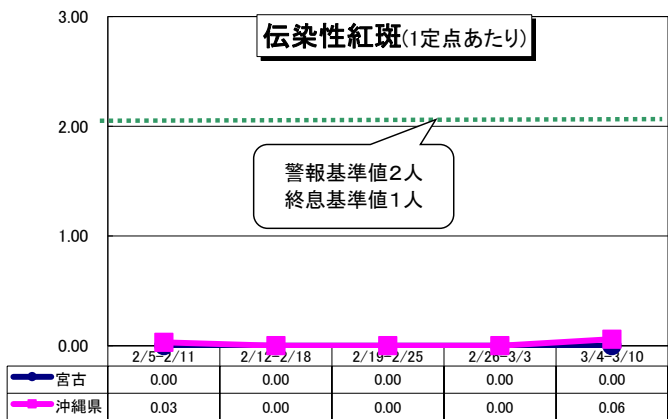 伝染性紅斑(1定点あたり)
3.00
2.00
1.00
0.00
警報基準値２人
終息基準値１人
2/5-2/11 2/12-2/18 2/19-2/25 2/26-3/3 3/4-3/10
宮古 0.00 0.00 0.00 0.00 0.00
沖縄県 0.03 0.00 0.00 0.00 0.06